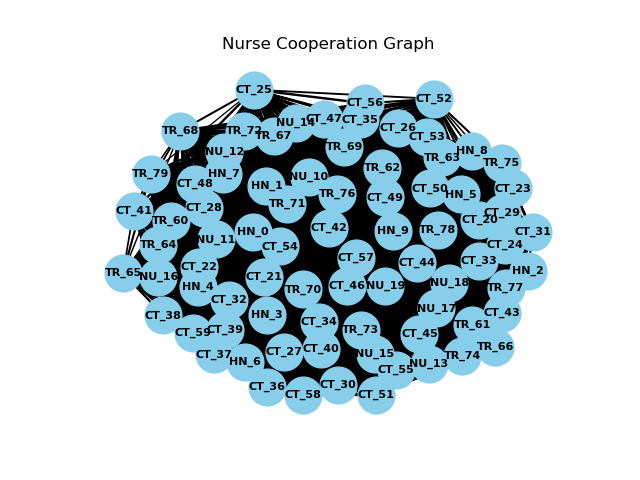 Nurse Cooperation Graph
CT_25
CT_52
CT_56
CT_47
CT_35
NU_14
CT_26
TR_68
TR_72
TR_67
CT_53
TR_69
NU_12
HN_8
TR_63
TR_75
TR_62
TR_79
HN_7
NU_10
CT_48
HN_1
CT_50
CT_23
HN_5
TR_76
CT_49
TR_71
CT_28
CT_41
CT_29
TR_60
CT_20
CT_42
HN_0
HN_9
TR_78
CT_31
NU_11
TR_64
CT_54
CT_24
CT_57
CT_33
CT_44
CT_22
HN_2
TR_65
NU_16
CT_21
NU_18
HN_4
CT_46
NU_19
TR_70
TR_77
CT_32
NU_17
CT_43
CT_38
HN_3
CT_34
TR_61
CT_39
TR_73
CT_59
CT_45
TR_66
CT_40
CT_27
NU_15
CT_37
TR_74
HN_6
NU_13
CT_55
CT_30
CT_36
CT_58
CT_51